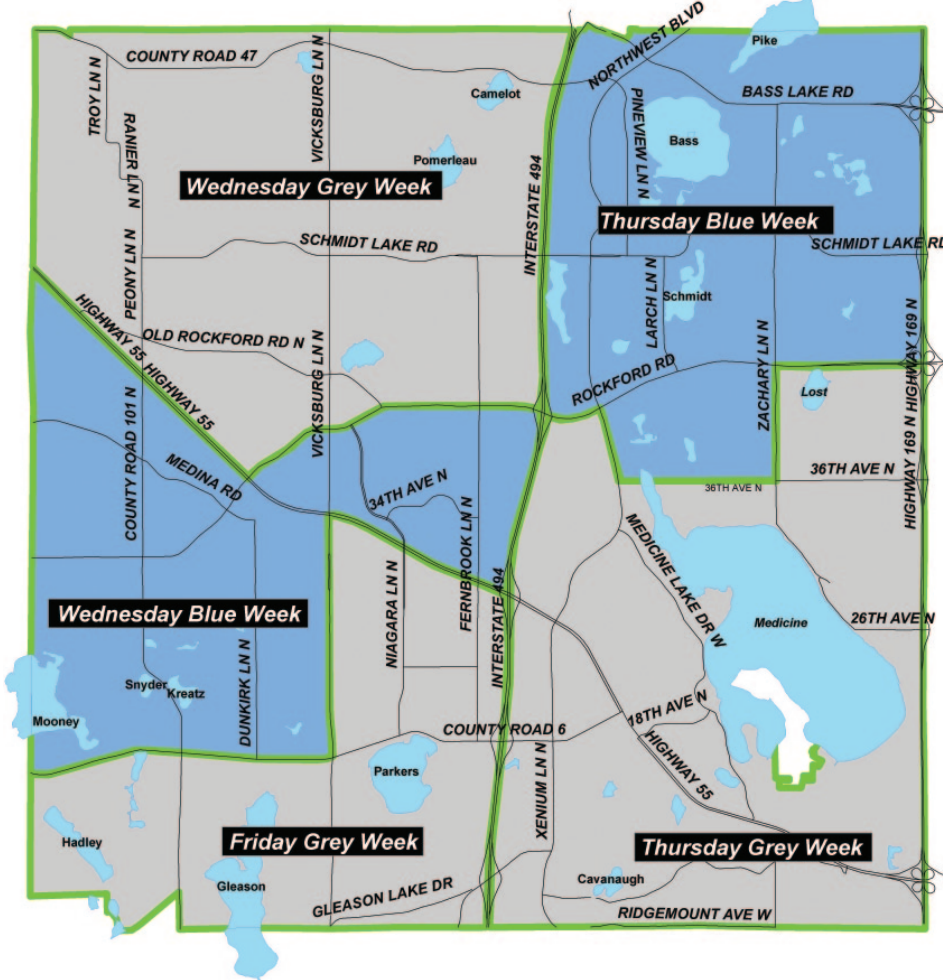 NORTHWEST BLVD
Pike
COUNTY ROAD 47
TROY LN N
VICKSBURG LN N
Camelot
PINEVIEW LN N
BASS LAKE RD
RANIER LN N
Pomerleau
Bass
Wednesday Grey Week
Thursday Blue Week
INTERSTATE 494
SCHMIDT LAKE RD
SCHMIDT LAKE RD
PEONY LN N
LARCH LN N
Schmidt
HIGHWAY 55 HIGHWAY 55
OLD ROCKFORD RD N
VICKSBURG LN N
ROCKFORD RD
ZACHARY LN N
HIGHWAY 169 N HIGHWAY 169 N
Lost
COUNTY ROAD 101 N
MEDINA RD
34TH AVE N
36TH AVE N
36TH AVE N
FERNBROOK LN N
MEDICINE LAKE DR W
NIAGARA LN N
INTERSTATE 494
Wednesday Blue Week
Medicine
26TH AVE N
DUNKIRK LN N
Snyder
Kreatz
Mooney
18TH AVE N
COUNTY ROAD 6
HIGHWAY 55
XENIUM LN N
Parkers
Hadley
Friday Grey Week
Thursday Grey Week
Gleason
GLEASON LAKE DR
Cavanaugh
RIDGEMOUNT AVE W